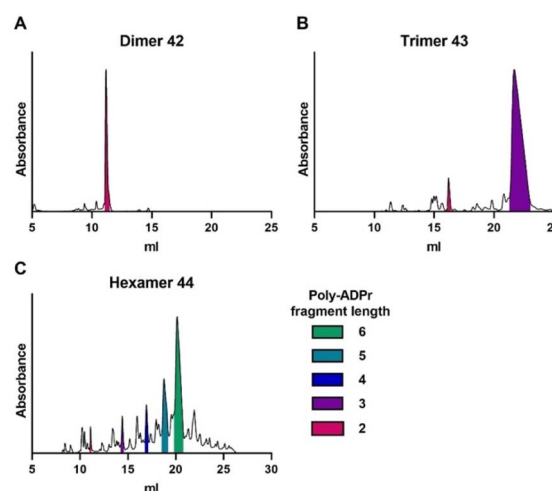 A
Dimer 42
Absorbance
5 10 15 20 25
ml
B
Trimer 43
Absorbance
5 10 15 20
ml
C
Hexamer 44
Absorbance
5 10 15 20 25 30
ml
Poly-ADPr
fragment length
6
5
4
3
2